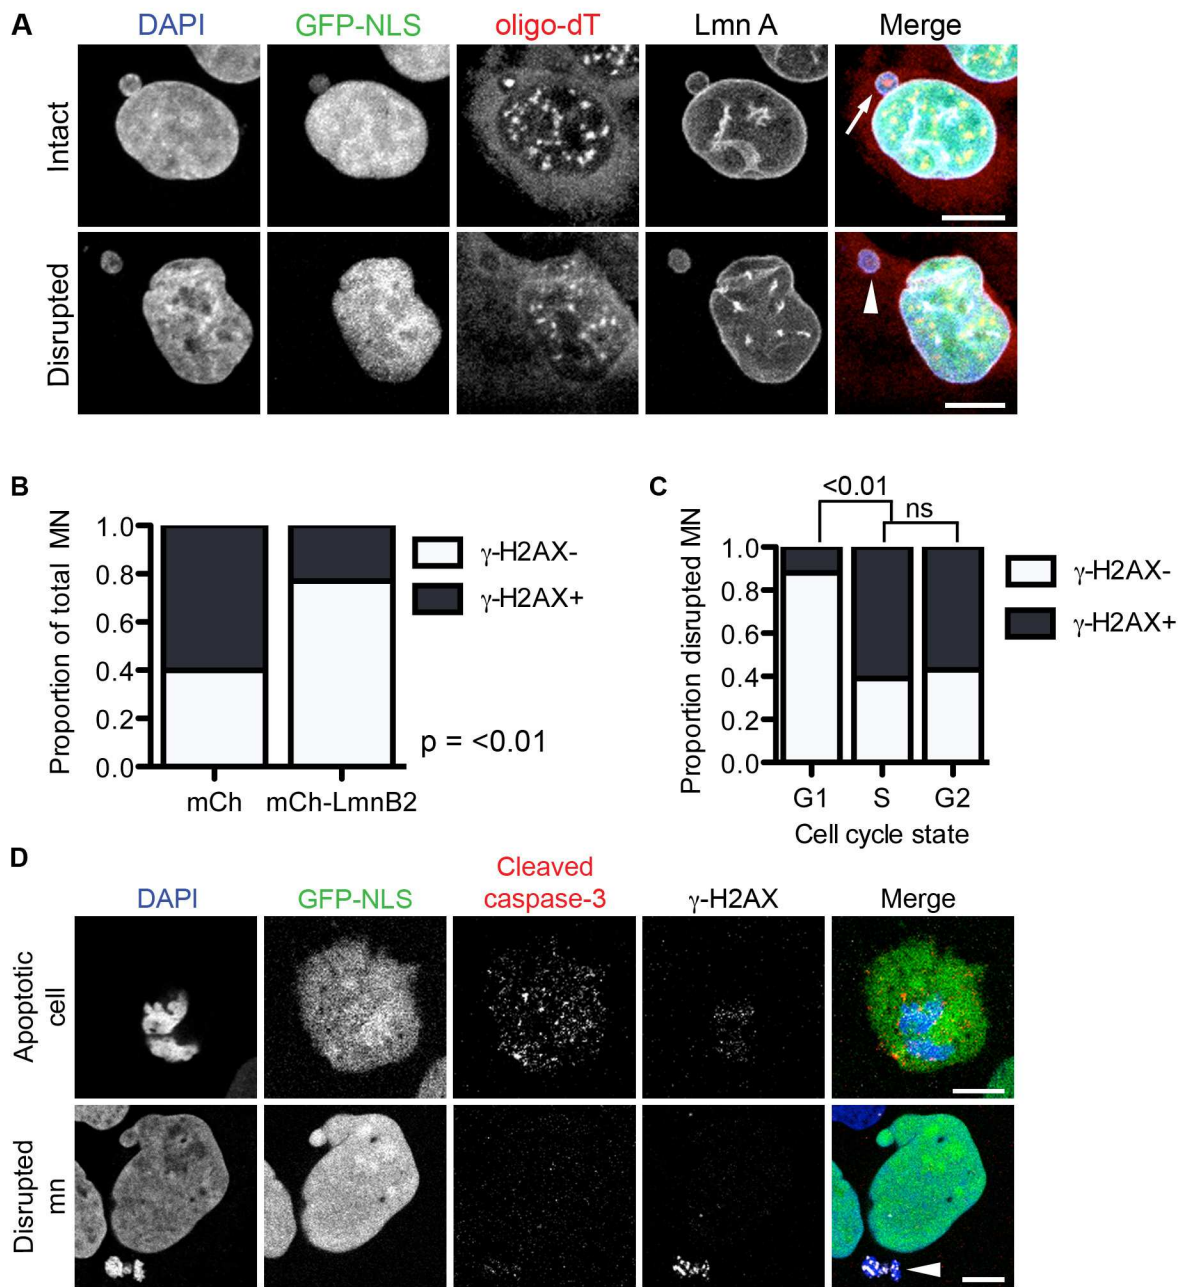 A
DAPI GFP-NLS oligo-dT Lmn A Merge
Intact
Disrupted
B
Proportion of total MN
1.0
0.8
0.6
0.4
0.2
0.0
mCh mCh-LmnB2
γ-H2AX-
γ-H2AX+
p = <0.01
C
<0.01
ns
Proportion disrupted MN
1.0
0.8
0.6
0.4
0.2
0.0
G1 S G2
Cell cycle state
γ-H2AX-
γ-H2AX+
D
DAPI GFP-NLS Cleaved caspase-3 γ-H2AX Merge
Apoptotic
cell
Disrupted
mn